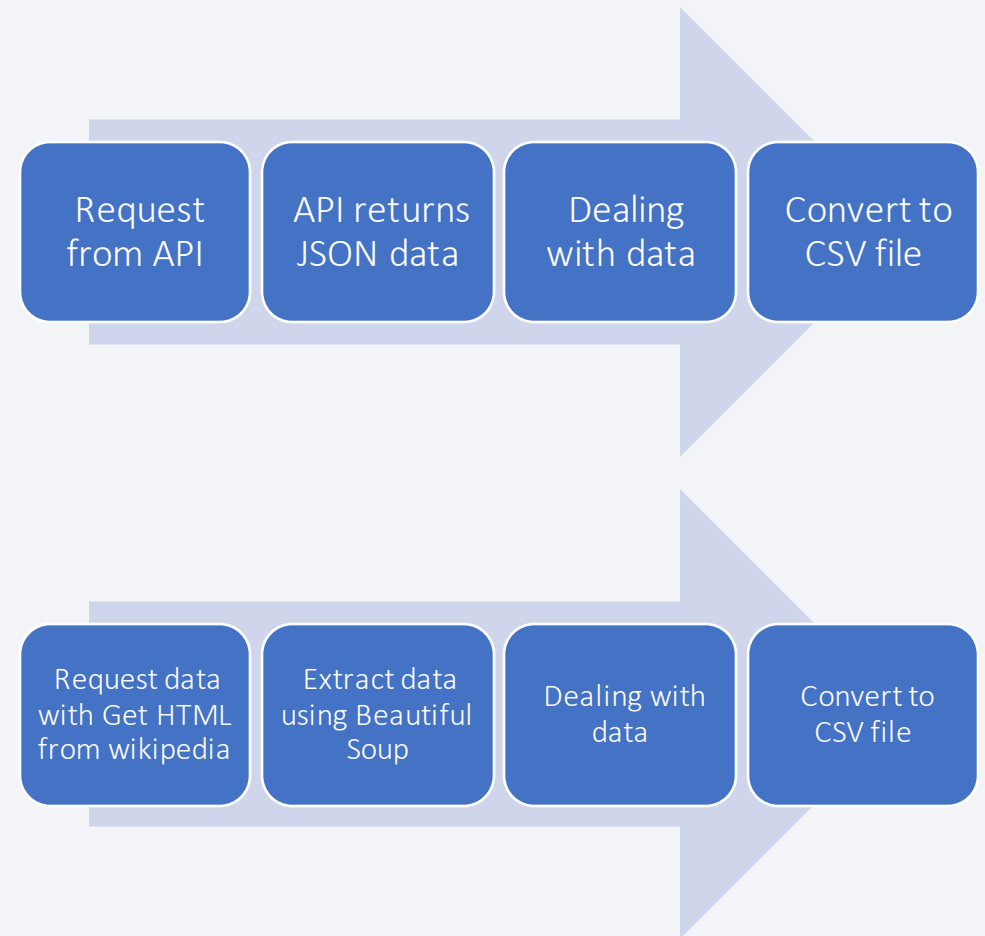 Request
from API
API returns
JSON data
Dealing
with data
Convert to
CSV file
Request data
with Get HTML
from wikipedia
Extract data
using Beautiful
Soup
Dealing with
data
Convert to
CSV file